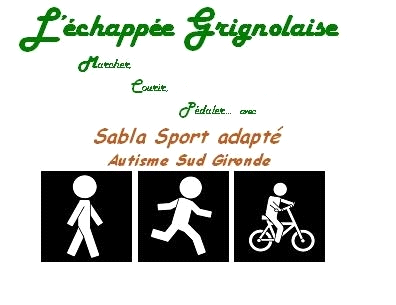 L'échappée Grignolaise
Marcher,
Courir,
Pédaler... avec
Sabla Sport adapté
Autisme Sud Gironde